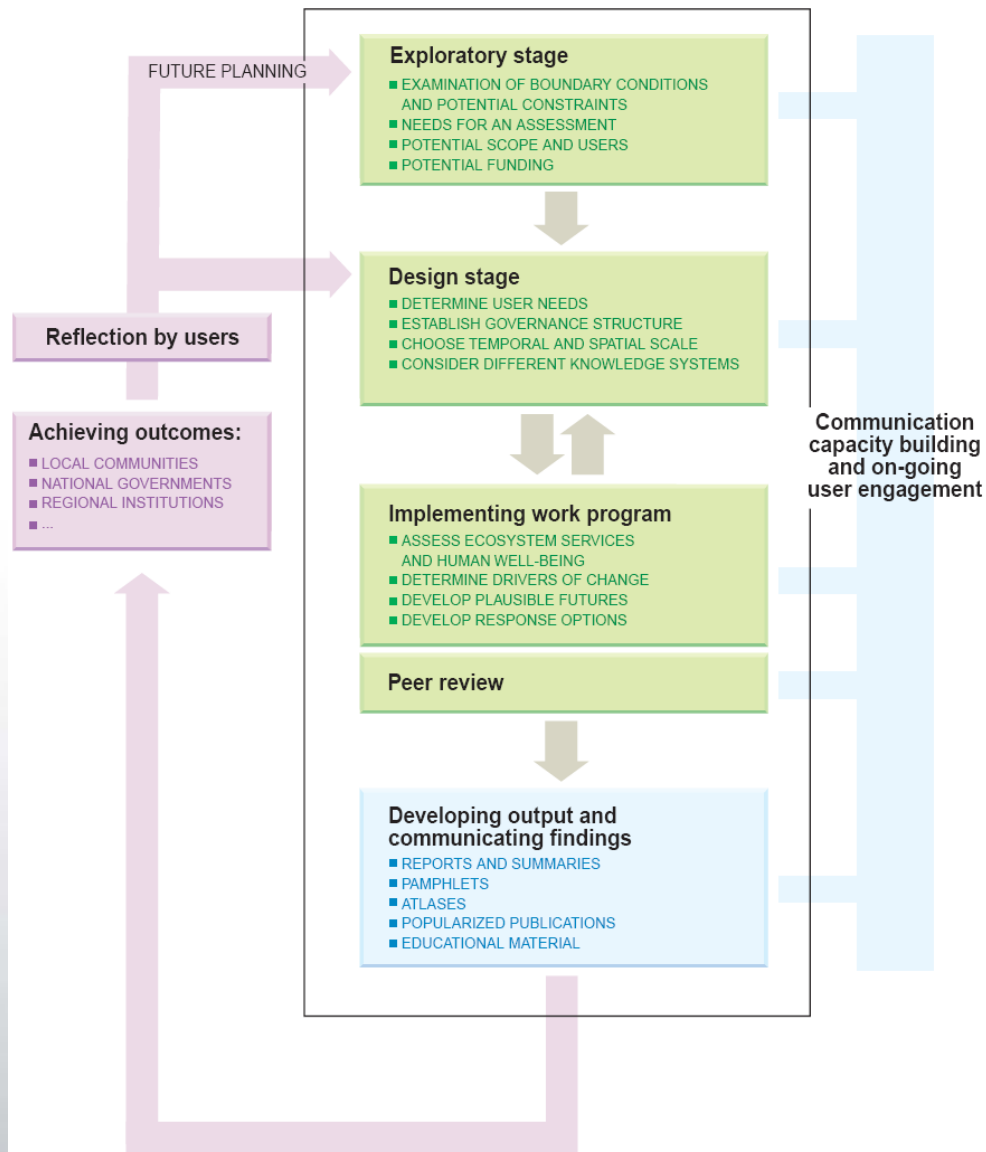 FUTURE PLANNING
Exploratory stage
■ EXAMINATION OF BOUNDARY CONDITIONS
AND POTENTIAL CONSTRAINTS
■ NEEDS FOR AN ASSESSMENT
■ POTENTIAL SCOPE AND USERS
■ POTENTIAL FUNDING
Design stage
■ DETERMINE USER NEEDS
■ ESTABLISH GOVERNANCE STRUCTURE
■ CHOOSE TEMPORAL AND SPATIAL SCALE
■ CONSIDER DIFFERENT KNOWLEDGE SYSTEMS
Reflection by users
Achieving outcomes:
■ LOCAL COMMUNITIES
■ NATIONAL GOVERNMENTS
■ REGIONAL INSTITUTIONS
■ ...
Communication
capacity building
and on-going
user engagement
Implementing work program
■ ASSESS ECOSYSTEM SERVICES
AND HUMAN WELL-BEING
■ DETERMINE DRIVERS OF CHANGE
■ DEVELOP PLAUSIBLE FUTURES
■ DEVELOP RESPONSE OPTIONS
Peer review
Developing output and
communicating findings
■ REPORTS AND SUMMARIES
■ PAMPHLETS
■ ATLASES
■ POPULARIZED PUBLICATIONS
■ EDUCATIONAL MATERIAL